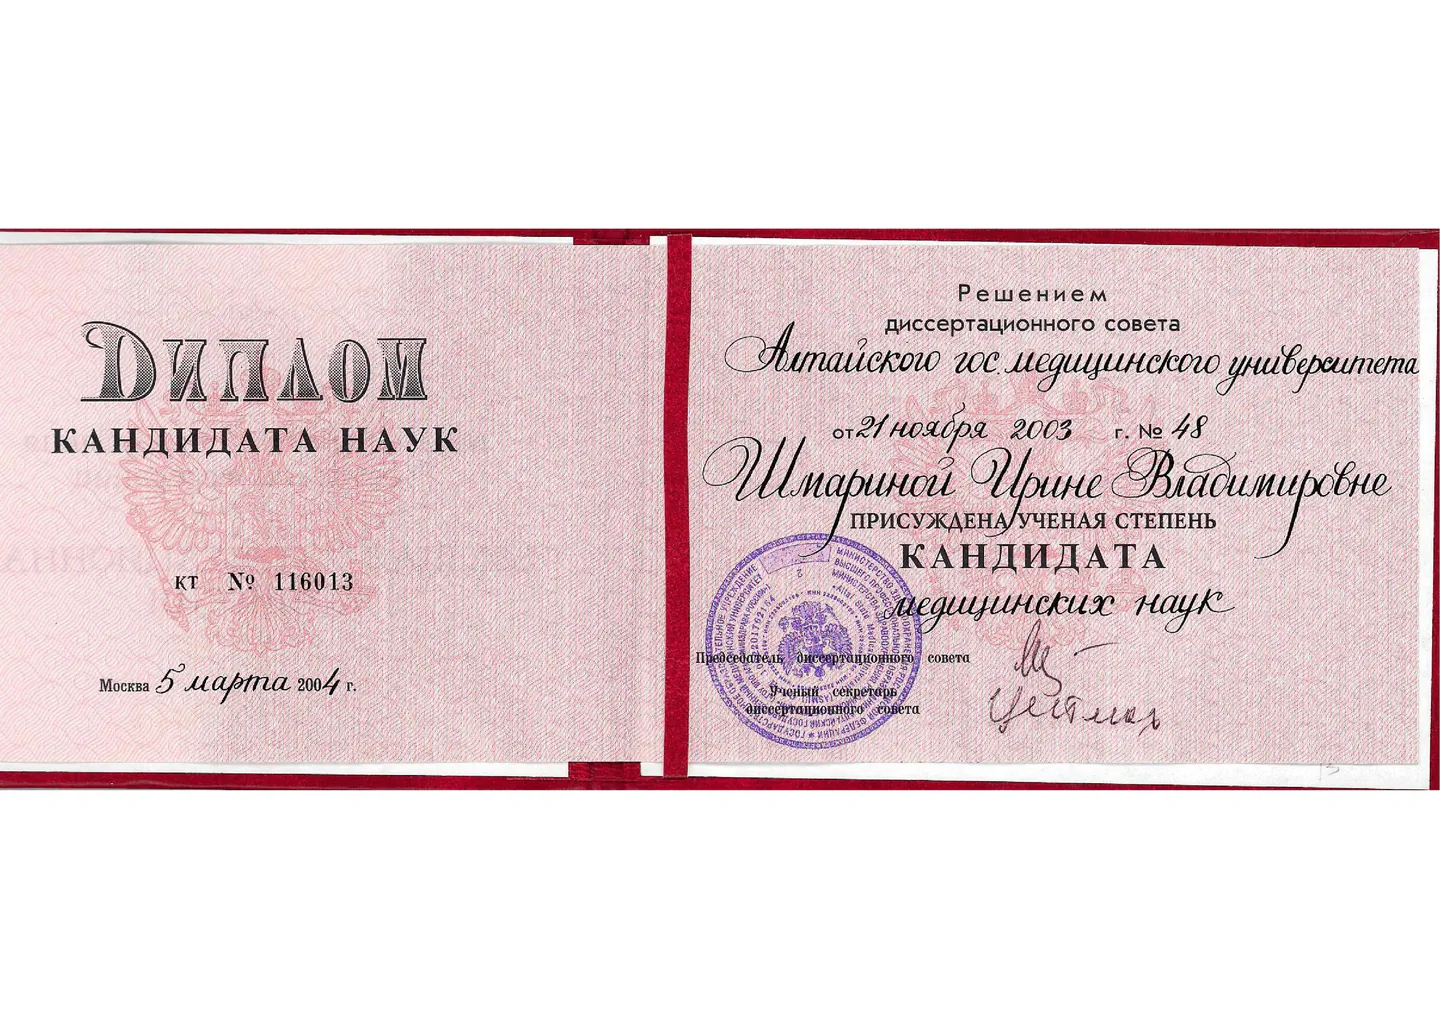 Диплом
КАНДИДАТА НАУК
КТ № 116013
Москва 5 марта 2004 г.
Решением
диссертационного совета
Алтайского гос. медицинского университета
от 21 ноября 2003 г. № 48
Шмариной Ирине Владимировне
ПРИСУЖДЕНА УЧЕНАЯ СТЕПЕНЬ
КАНДИДАТА
медицинских наук
Председатель диссертационного совета
Ученый секретарь
диссертационного совета